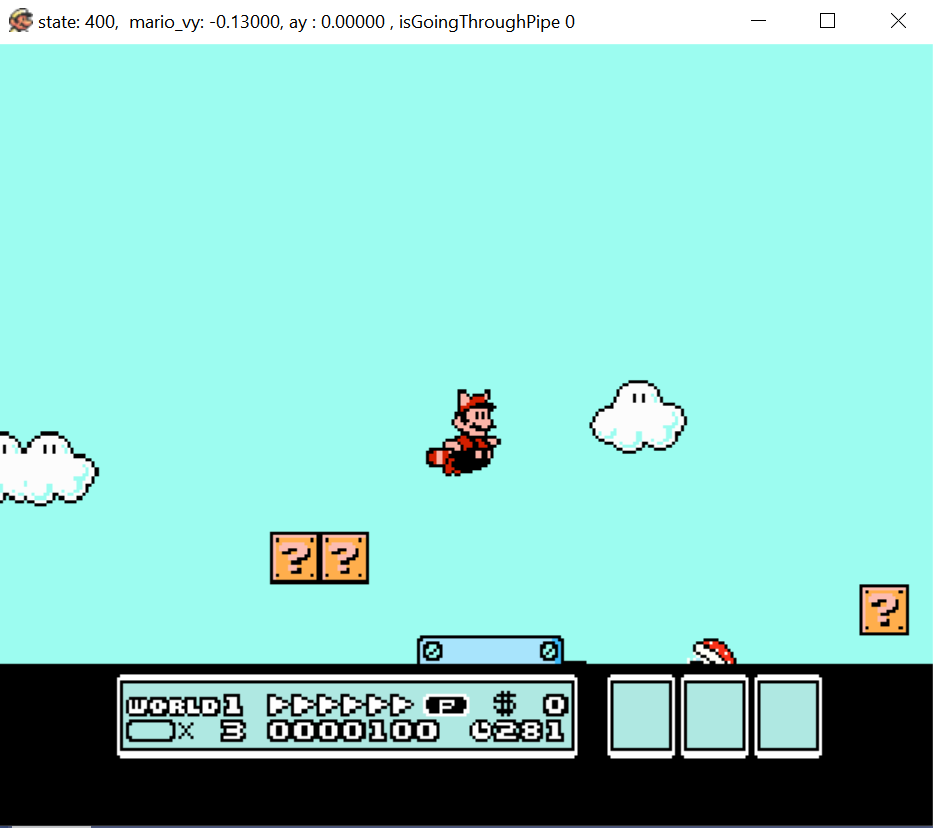 state: 400,  mario_vy: -0.13000, ay : 0.00000 , isGoingThroughPipe 0
? ?
?
WORLD 1 P $ 0
x 3 0000100 281